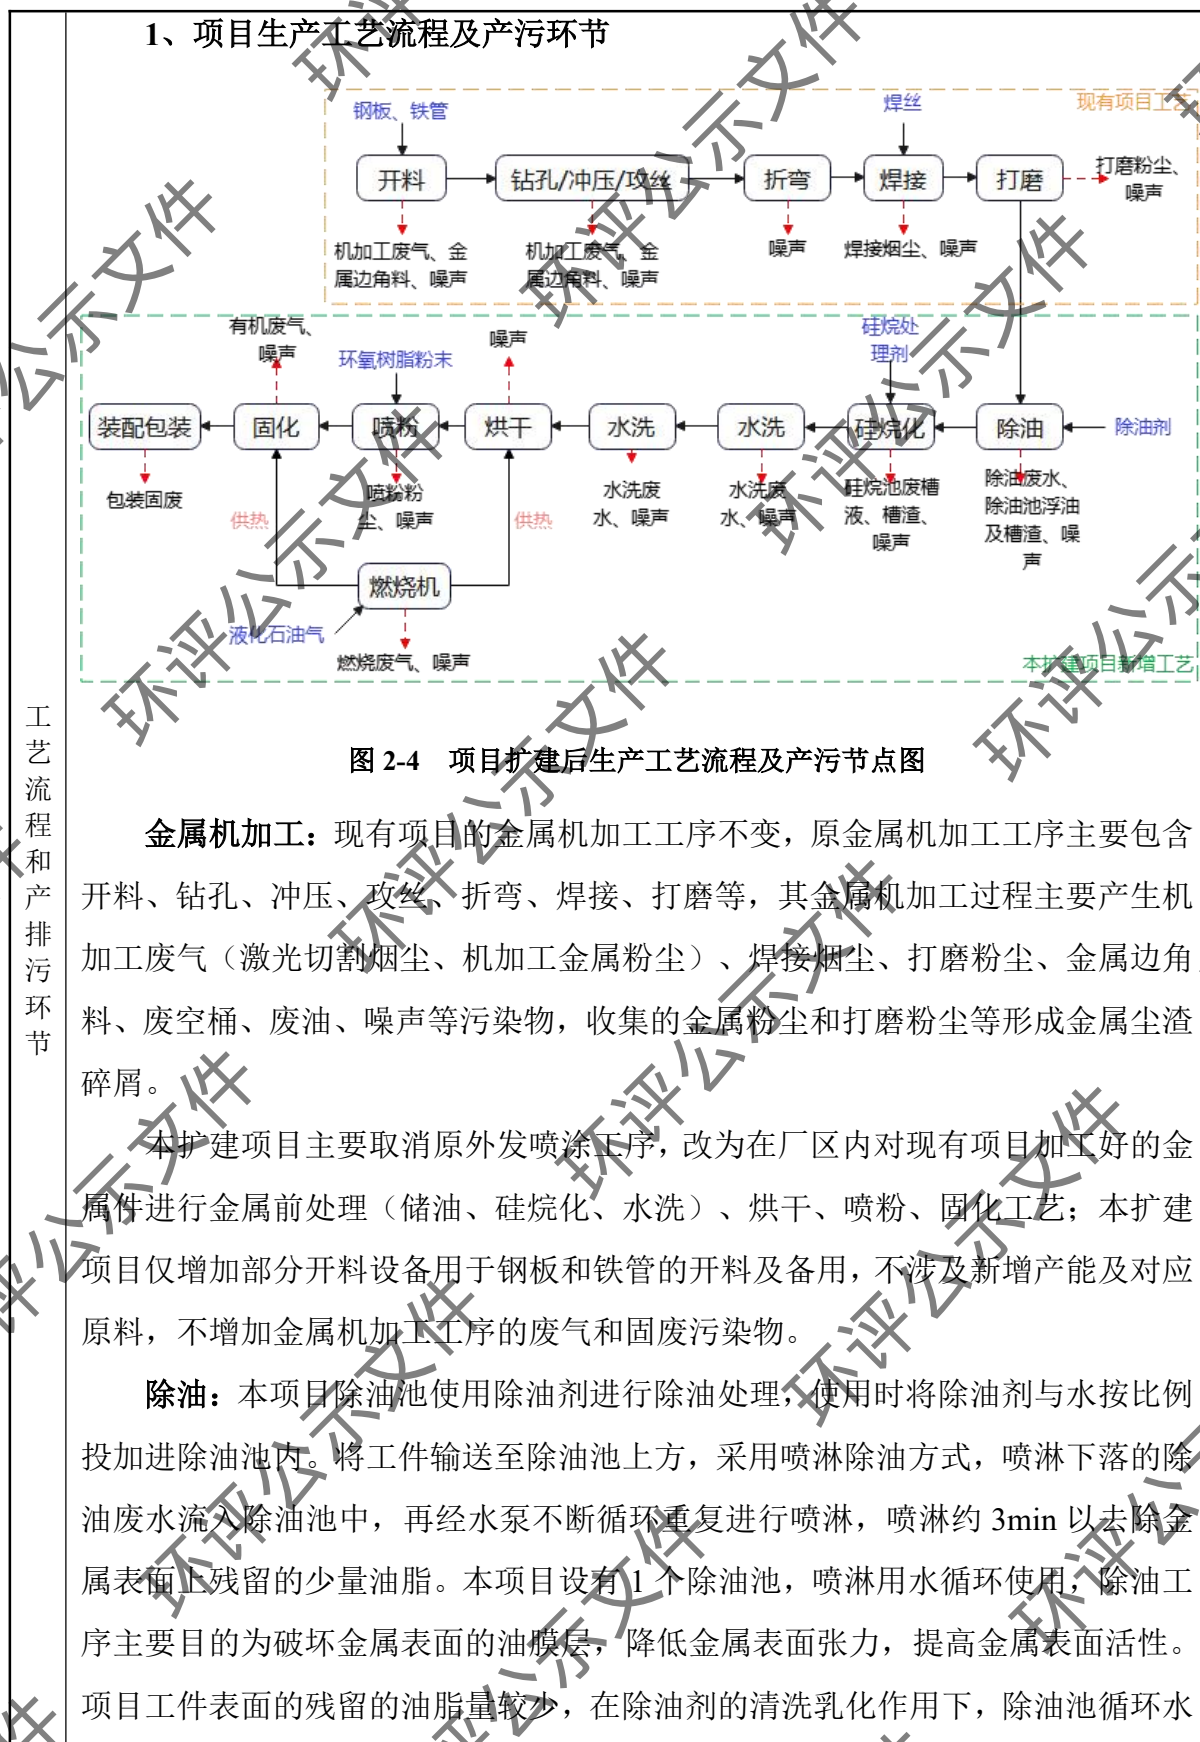 1、项目生产工艺流程及产污环节
现有项目工艺
钢板、铁管
焊丝
开料
钻孔/冲压/攻丝
折弯
焊接
打磨
打磨粉尘、
噪声
机加工废气、金
属边角料、噪声
机加工废气、金
属边角料、噪声
噪声
焊接烟尘、噪声
有机废气、
噪声
环氧树脂粉末
噪声
硅烷处
理剂
装配包装
固化
喷粉
烘干
水洗
水洗
硅烷化
除油
除油剂
包装固废
供热
喷粉粉
尘、噪声
供热
水洗废
水、噪声
水洗废
水、噪声
硅烷池废槽
液、槽渣、
噪声
除油废水、
除油池浮油
及槽渣、噪
声
燃烧机
液化石油气
燃烧废气、噪声
本扩建项目新增工艺
图 2-4 项目扩建后生产工艺流程及产污节点图
工
艺
流
程
和
产
排
污
环
节
金属机加工：现有项目的金属机加工工序不变，原金属机加工工序主要包含
开料、钻孔、冲压、攻丝、折弯、焊接、打磨等，其金属机加工过程主要产生机
加工废气（激光切割烟尘、机加工金属粉尘）、焊接烟尘、打磨粉尘、金属边角
料、废空桶、废油、噪声等污染物，收集的金属粉尘和打磨粉尘等形成金属尘渣
碎屑。
本扩建项目主要取消原外发喷涂工序，改为在厂区内对现有项目加工好的金
属件进行金属前处理（储油、硅烷化、水洗）、烘干、喷粉、固化工艺；本扩建
项目仅增加部分开料设备用于钢板和铁管的开料及备用，不涉及新增产能及对应
原料，不增加金属机加工工序的废气和固废污染物。
除油：本项目除油池使用除油剂进行除油处理，使用时将除油剂与水按比例
投加进除油池内。将工件输送至除油池上方，采用喷淋除油方式，喷淋下落的除
油废水流入除油池中，再经水泵不断循环重复进行喷淋，喷淋约 3min 以去除金
属表面上残留的少量油脂。本项目设有 1 个除油池，喷淋用水循环使用，除油工
序主要目的为破坏金属表面的油膜层，降低金属表面张力，提高金属表面活性。
项目工件表面的残留的油脂量较少，在除油剂的清洗乳化作用下，除油池循环水
环评公示文件